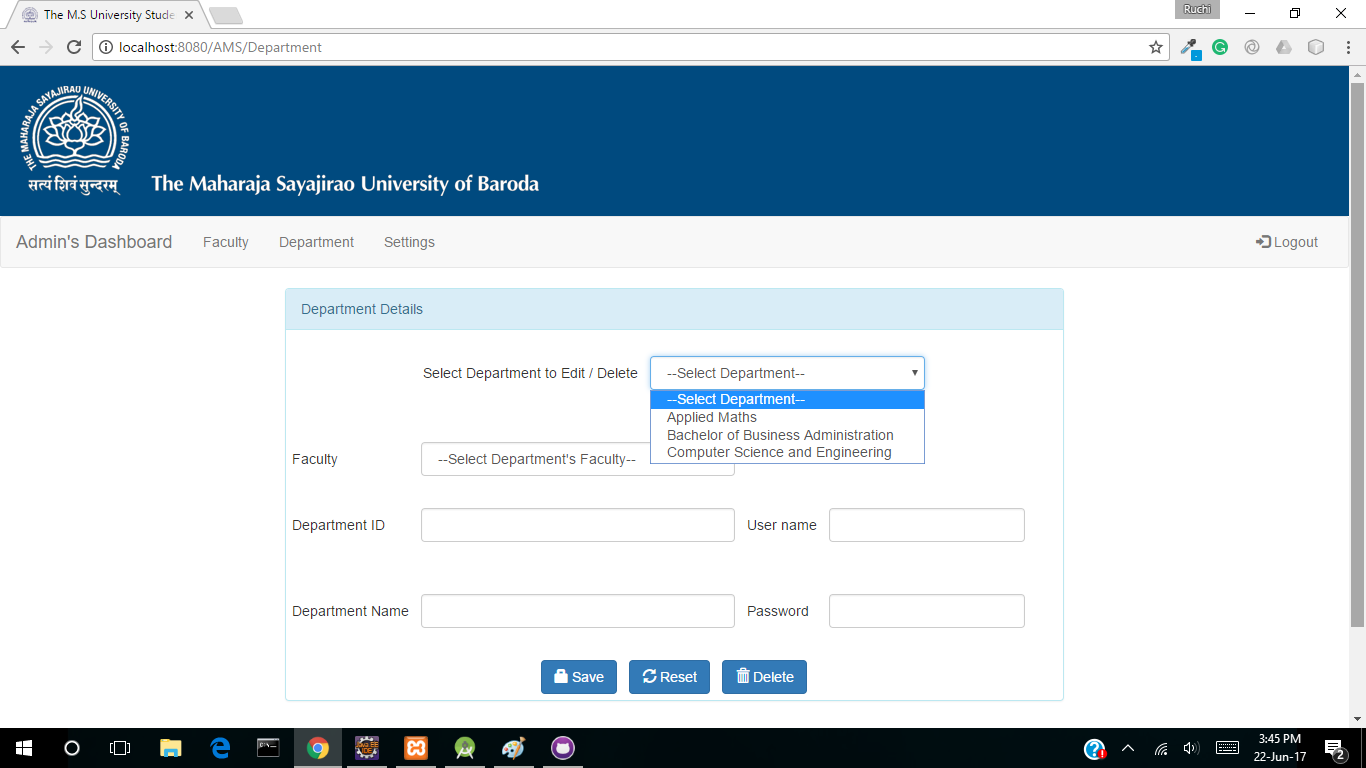 The M.S University Stude
Ruchi
localhost:8080/AMS/Department
THE MAHARAJA SAYAJIRAO UNIVERSITY OF BARODA
सत्यं शिवं सुन्दरम्
The Maharaja Sayajirao University of Baroda
Admin's Dashboard Faculty Department Settings Logout
Department Details
Select Department to Edit / Delete --Select Department--
--Select Department--
Applied Maths
Bachelor of Business Administration
Computer Science and Engineering
Faculty --Select Department's Faculty--
Department ID User name
Department Name Password
Save Reset Delete
3:45 PM
22-Jun-17
2